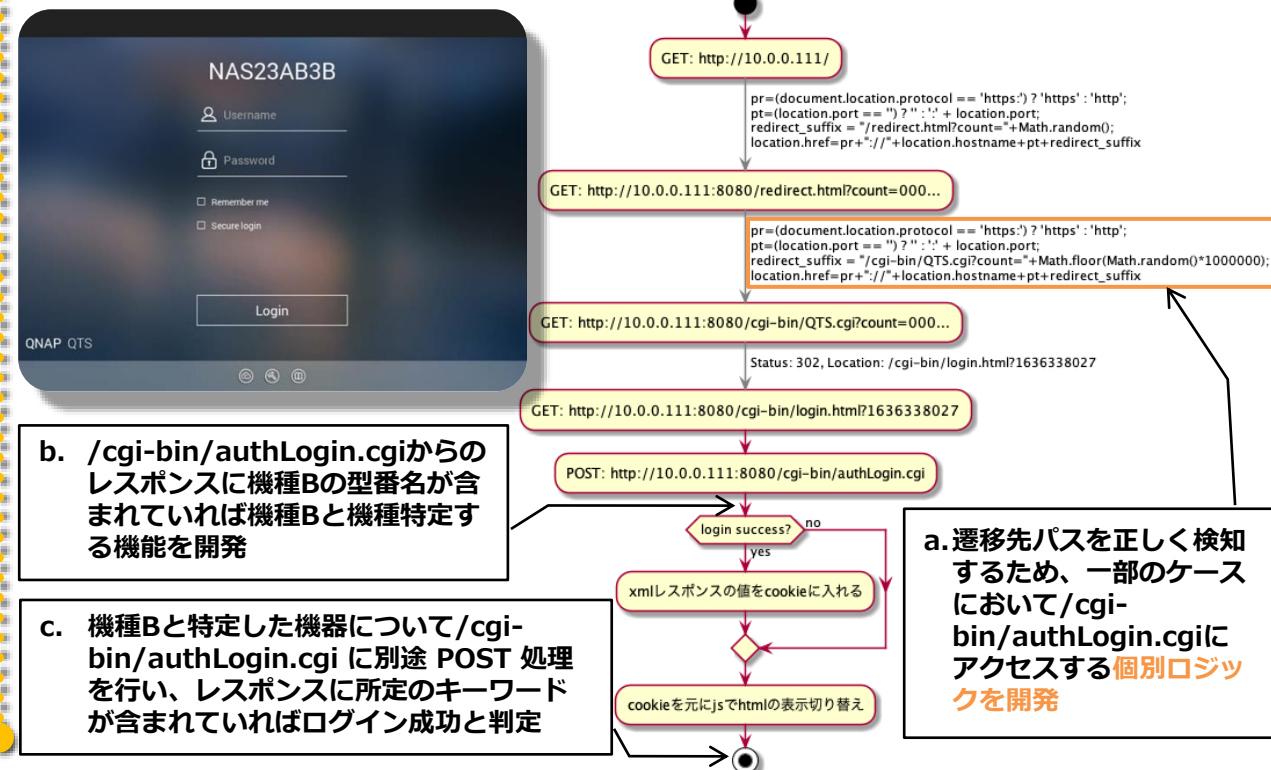 NAS23AB3B
Username
Password
Remember me
Secure login
Login
QNAP QTS
GET: http://10.0.0.111/
pr=(document.location.protocol == 'https:') ? 'https' : 'http';
pt=(location.port == '') ? '' : ':' + location.port;
redirect_suffix = "/redirect.html?count="+Math.random();
location.href=pr+"://"+location.hostname+pt+redirect_suffix
GET: http://10.0.0.111:8080/redirect.html?count=000...
pr=(document.location.protocol == 'https:') ? 'https' : 'http';
pt=(location.port == '') ? '' : ':' + location.port;
redirect_suffix = "/cgi-bin/QTS.cgi?count="+Math.floor(Math.random()*1000000);
location.href=pr+"://"+location.hostname+pt+redirect_suffix
GET: http://10.0.0.111:8080/cgi-bin/QTS.cgi?count=000...
Status: 302, Location: /cgi-bin/login.html?1636338027
GET: http://10.0.0.111:8080/cgi-bin/login.html?1636338027
POST: http://10.0.0.111:8080/cgi-bin/authLogin.cgi
login success?
no
yes
xmlレスポンスの値をcookieに入れる
cookieを元にjsでhtmlの表示切り替え
a.遷移先パスを正しく検知
するため、一部のケース
において/cgi-
bin/authLogin.cgiに
アクセスする個別ロジッ
クを開発
b. /cgi-bin/authLogin.cgiからの
レスポンスに機種Bの型番名が含
まれていれば機種Bと機種特定す
る機能を開発
c. 機種Bと特定した機器について/cgi-
bin/authLogin.cgi に別途 POST 処理
を行い、レスポンスに所定のキーワード
が含まれていればログイン成功と判定